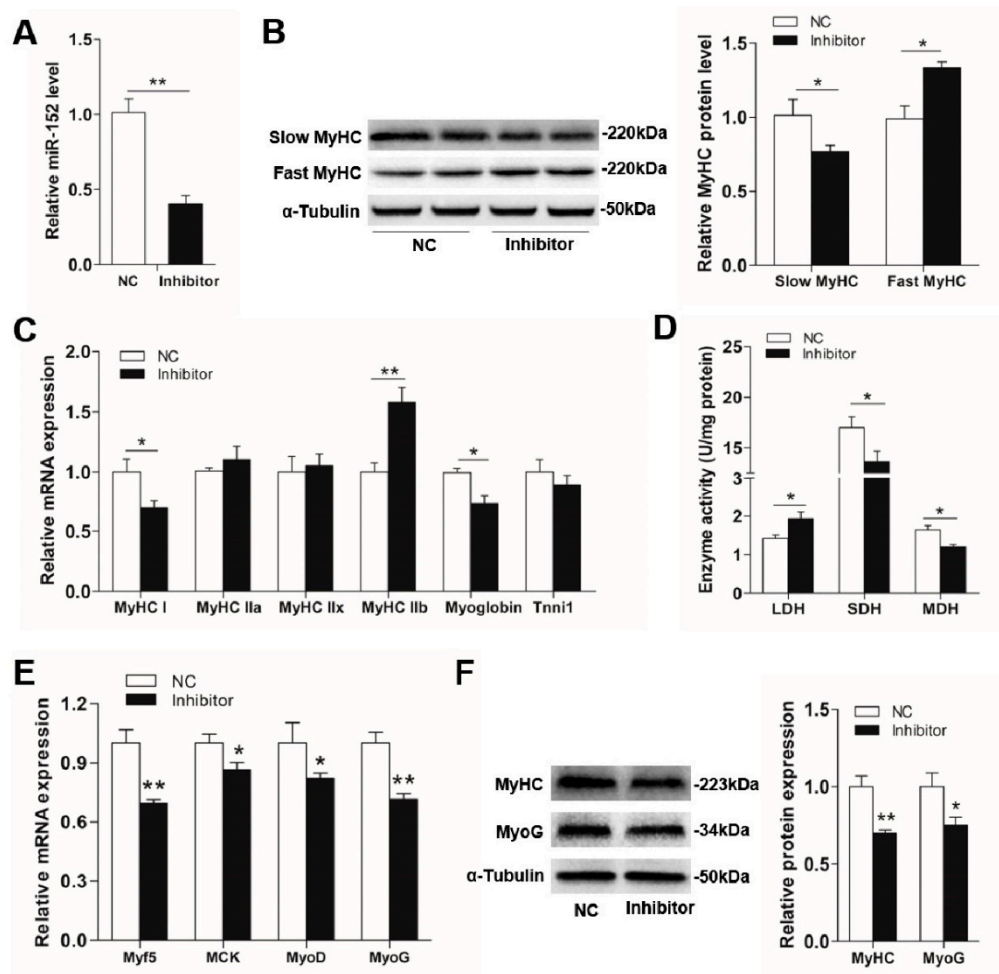 A
Relative miR-152 level
1.5
1.0
0.5
0.0
**
NC
Inhibitor
B
Slow MyHC
-220kDa
Fast MyHC
-220kDa
α-Tubulin
-50kDa
NC
Inhibitor
NC
Inhibitor
Relative MyHC protein level
1.5
1.0
0.5
0.0
*
*
Slow MyHC
Fast MyHC
C
NC
Inhibitor
Relative mRNA expression
2.0
1.5
1.0
0.5
0.0
*
**
*
MyHC I
MyHC IIa
MyHC IIx
MyHC IIb
Myoglobin
Tnni1
D
NC
Inhibitor
Enzyme activity (U/mg protein)
25
20
15
3
2
1
0
*
*
*
LDH
SDH
MDH
E
NC
Inhibitor
Relative mRNA expression
1.2
0.9
0.6
0.3
0.0
**
*
*
**
Myf5
MCK
MyoD
MyoG
F
MyHC
-223kDa
MyoG
-34kDa
α-Tubulin
-50kDa
NC
Inhibitor
NC
Inhibitor
Relative protein expression
1.5
1.0
0.5
0.0
**
*
MyHC
MyoG